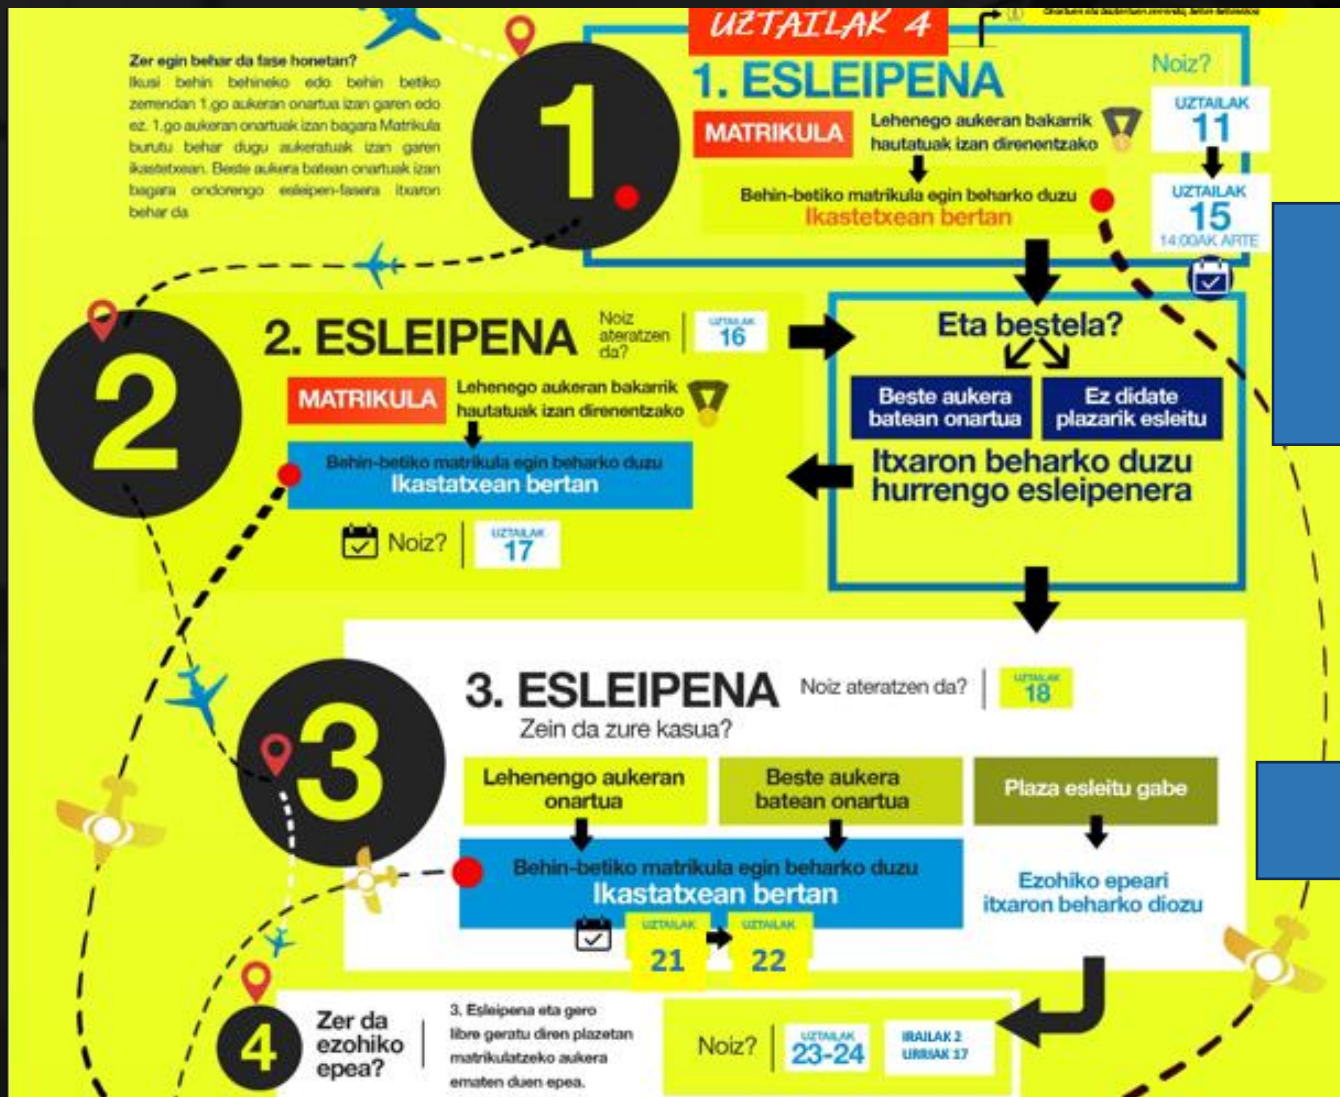 UZTAILAK 4
Zer egin behar da fase honetan?
Ikusi behin behineko edo behin betiko
zerrendan 1.go aukeran onartua izan garen edo
ez. 1.go aukeran onartuak izan bagara Matrikula
burutu behar dugu aukeratuak izan garen
ikastetxean. Beste aukera batean onartuak izan
bagara ondorengo esleipen-fasera itxaron
behar da
1.
1. ESLEIPENA
MATRIKULA
Lehenego aukeran bakarrik
hautatuak izan direnentzako
Behin-betiko matrikula egin beharko duzu
Ikastetxean bertan
Noiz?
UZTAILAK
11
UZTAILAK
15
14:00AK ARTE
2
2. ESLEIPENA
Noiz
ateratzen
da?
UZTAILAK
16
MATRIKULA
Lehenego aukeran bakarrik
hautatuak izan direnentzako
Behin-betiko matrikula egin beharko duzu
Ikastatxean bertan
Noiz?
UZTAILAK
17
Eta bestela?
Beste aukera
batean onartua
Ez didate
plazarik esleitu
Itxaron beharko duzu
hurrengo esleipenera
3
3. ESLEIPENA
Noiz ateratzen da?
UZTAILAK
18
Zein da zure kasua?
Lehenengo aukeran
onartua
Beste aukera
batean onartua
Plaza esleitu gabe
Behin-betiko matrikula egin beharko duzu
Ikastatxean bertan
UZTAILAK
21
UZTAILAK
22
Ezohiko epeari
itxaron beharko diozu
4
Zer da
ezohiko
epea?
3. Esleipena eta gero
libre geratu diren plazetan
matrikulatzeko aukera
ematen duen epea.
Noiz?
UZTAILAK
23-24
IRAILAK 2
URRIAK 17